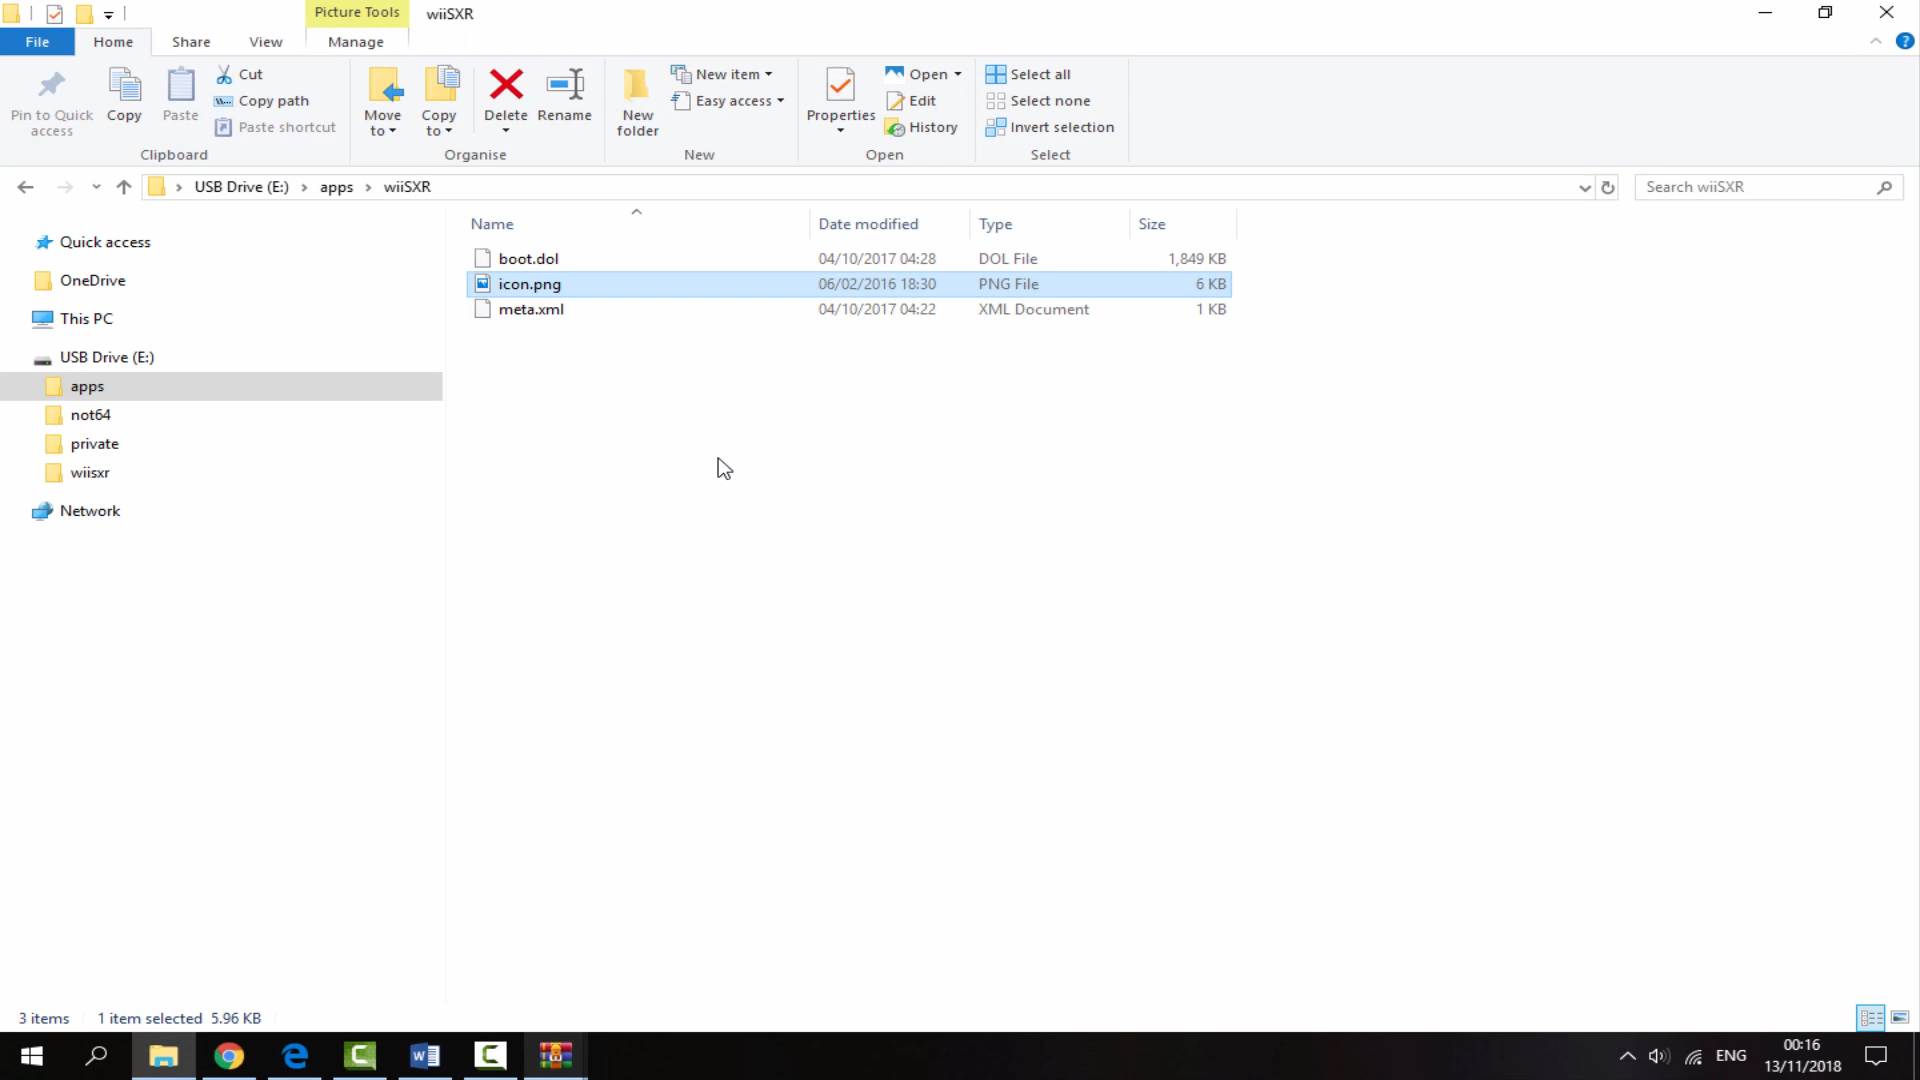 Picture Tools
wiiSXR
File
Home
Share
View
Manage
Pin to Quick access
Copy
Paste
Cut
Copy path
Paste shortcut
Move to
Copy to
Delete
Rename
New folder
New item
Easy access
Properties
Open
Edit
History
Select all
Select none
Invert selection
Clipboard
Organise
New
Open
Select
USB Drive (E:)
apps
wiiSXR
Search wiiSXR
Name
Date modified
Type
Size
boot.dol 04/10/2017 04:28 DOL File 1,849 KB
icon.png 06/02/2016 18:30 PNG File 6 KB
meta.xml 04/10/2017 04:22 XML Document 1 KB
Quick access
OneDrive
This PC
USB Drive (E:)
apps
not64
private
wiisxr
Network
3 items 1 item selected 5.96 KB
ENG
00:16
13/11/2018